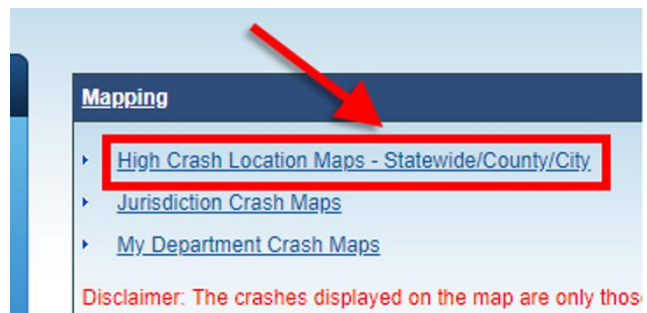 Mapping
High Crash Location Maps - Statewide/County/City
Jurisdiction Crash Maps
My Department Crash Maps
Disclaimer: The crashes displayed on the map are only